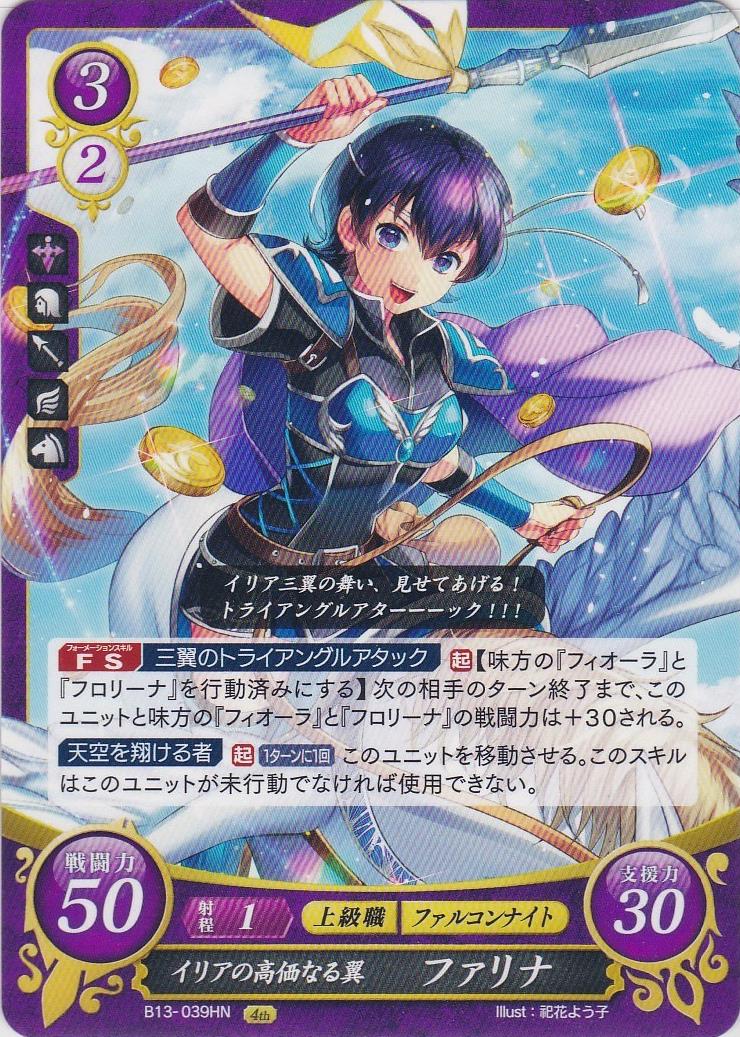 3
2
イリア三翼の舞い、見せてあげる！
トライアングルアターーーック！！！
フォーメーションスキル
FS 三翼のトライアングルアタック 起【味方の『フィオーラ』と
『フロリーナ』を行動済みにする】次の相手のターン終了まで、この
ユニットと味方の『フィオーラ』と『フロリーナ』の戦闘力は＋30される。
天空を翔ける者 起 1ターンに1回 このユニットを移動させる。このスキル
はこのユニットが未行動でなければ使用できない。
戦闘力 50
射程 1 上級職 ファルコンナイト
支援力 30
イリアの高価なる翼 ファリナ
B13-039HN 4th Illust：祀花よう子